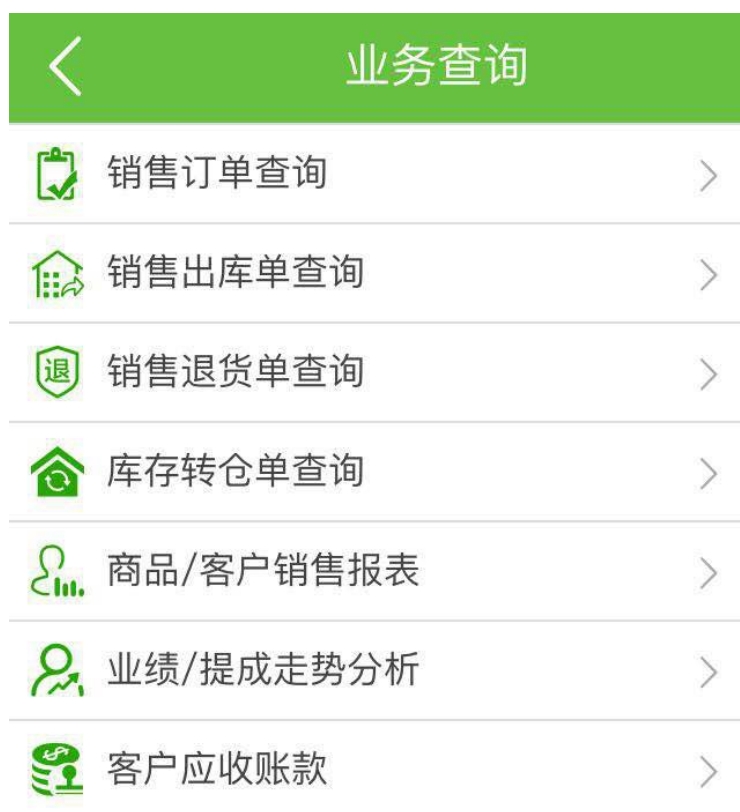 业务查询
销售订单查询
销售出库单查询
退
销售退货单查询
库存转仓单查询
商品/客户销售报表
业绩/提成走势分析
$
客户应收账款